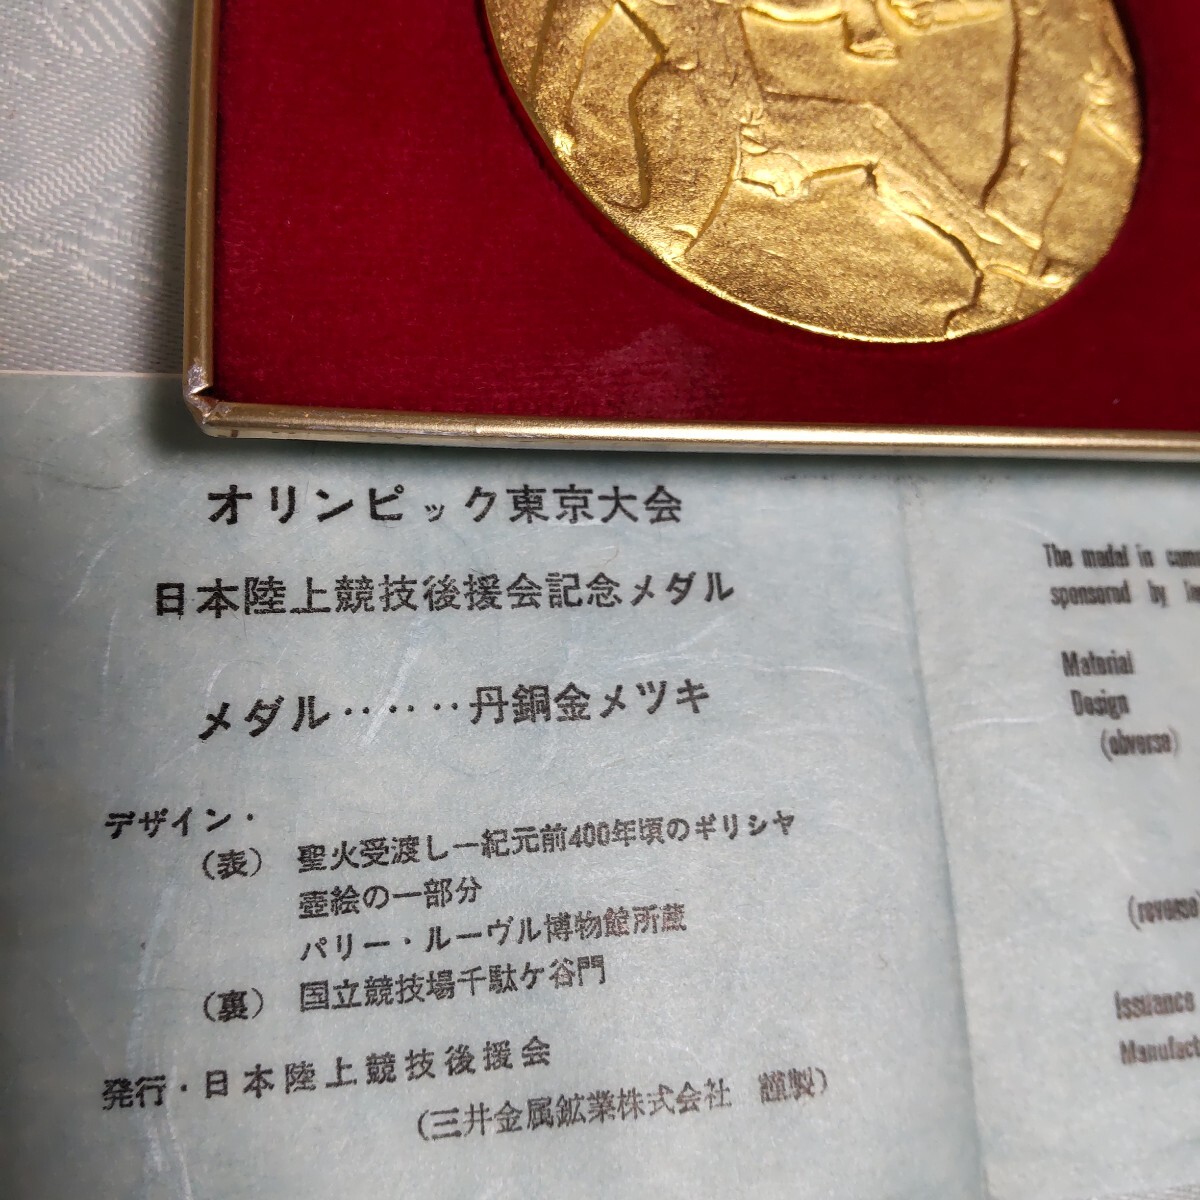 オリンピック東京大会
日本陸上競技後援会記念メダル
メダル‥‥‥丹銅金メツキ
デザイン・
（表） 聖火受渡し一紀元前400年頃のギリシヤ
壺絵の一部分
パリー・ルーヴル博物館所蔵
（裏） 国立競技場千駄ケ谷門
発行・日本陸上競技後援会
（三井金属鉱業株式会社 謹製）
The medal in com
sponsored by
Material
Design
(obverse)
(reverse)
Issuance
Manufact